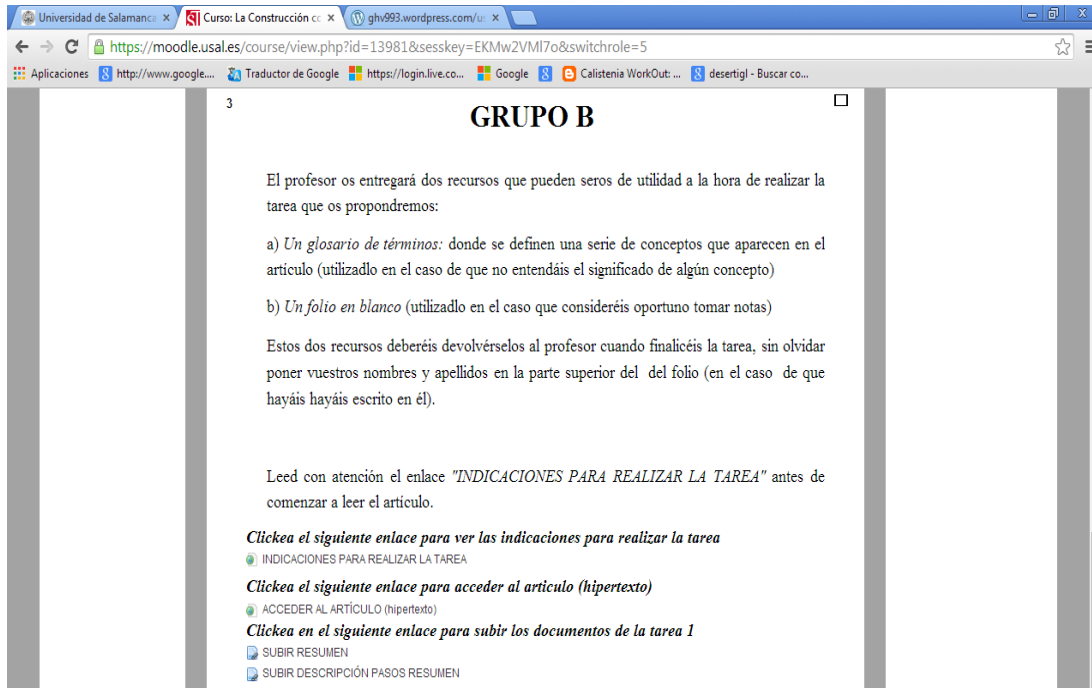 Universidad de Salamanca
Curso: La Construcción co
ghv993.wordpress.com/us
https://moodle.usal.es/course/view.php?id=13981&sesskey=EKMw2VMl7o&switchrole=5
Aplicaciones http://www.google.... Traductor de Google https://login.live.co... Google Calistenia WorkOut: ... desertigl - Buscar co...
3
GRUPO B
El profesor os entregará dos recursos que pueden seros de utilidad a la hora de realizar la
tarea que os propondremos:
a) Un glosario de términos: donde se definen una serie de conceptos que aparecen en el
artículo (utilizadlo en el caso de que no entendáis el significado de algún concepto)
b) Un folio en blanco (utilizadlo en el caso que consideréis oportuno tomar notas)
Estos dos recursos deberéis devolvérselos al profesor cuando finalicéis la tarea, sin olvidar
poner vuestros nombres y apellidos en la parte superior del del folio (en el caso de que
hayáis hayáis escrito en él).
Leed con atención el enlace "INDICACIONES PARA REALIZAR LA TAREA" antes de
comenzar a leer el artículo.
Clickea el siguiente enlace para ver las indicaciones para realizar la tarea
INDICACIONES PARA REALIZAR LA TAREA
Clickea el siguiente enlace para acceder al articulo (hipertexto)
ACCEDER AL ARTÍCULO (hipertexto)
Clickea en el siguiente enlace para subir los documentos de la tarea 1
SUBIR RESUMEN
SUBIR DESCRIPCIÓN PASOS RESUMEN